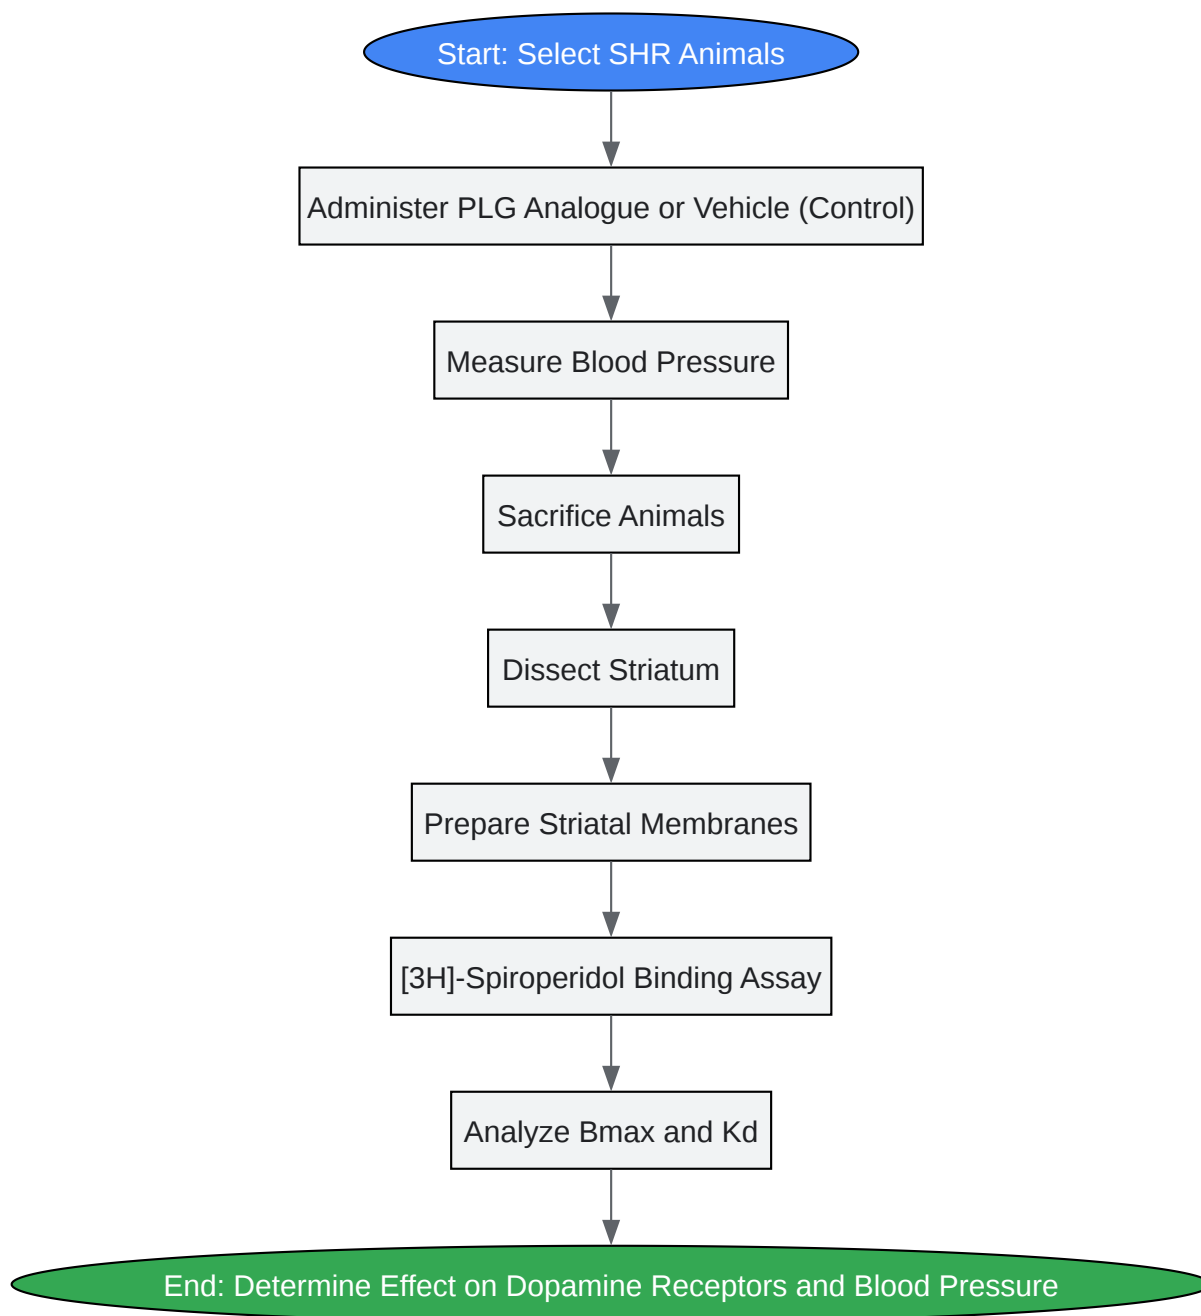 Start: Select SHR Animals
Administer PLG Analogue or Vehicle (Control)
Measure Blood Pressure
Sacrifice Animals
Dissect Striatum
Prepare Striatal Membranes
[3H]-Spiroperidol Binding Assay
Analyze Bmax and Kd
End: Determine Effect on Dopamine Receptors and Blood Pressure